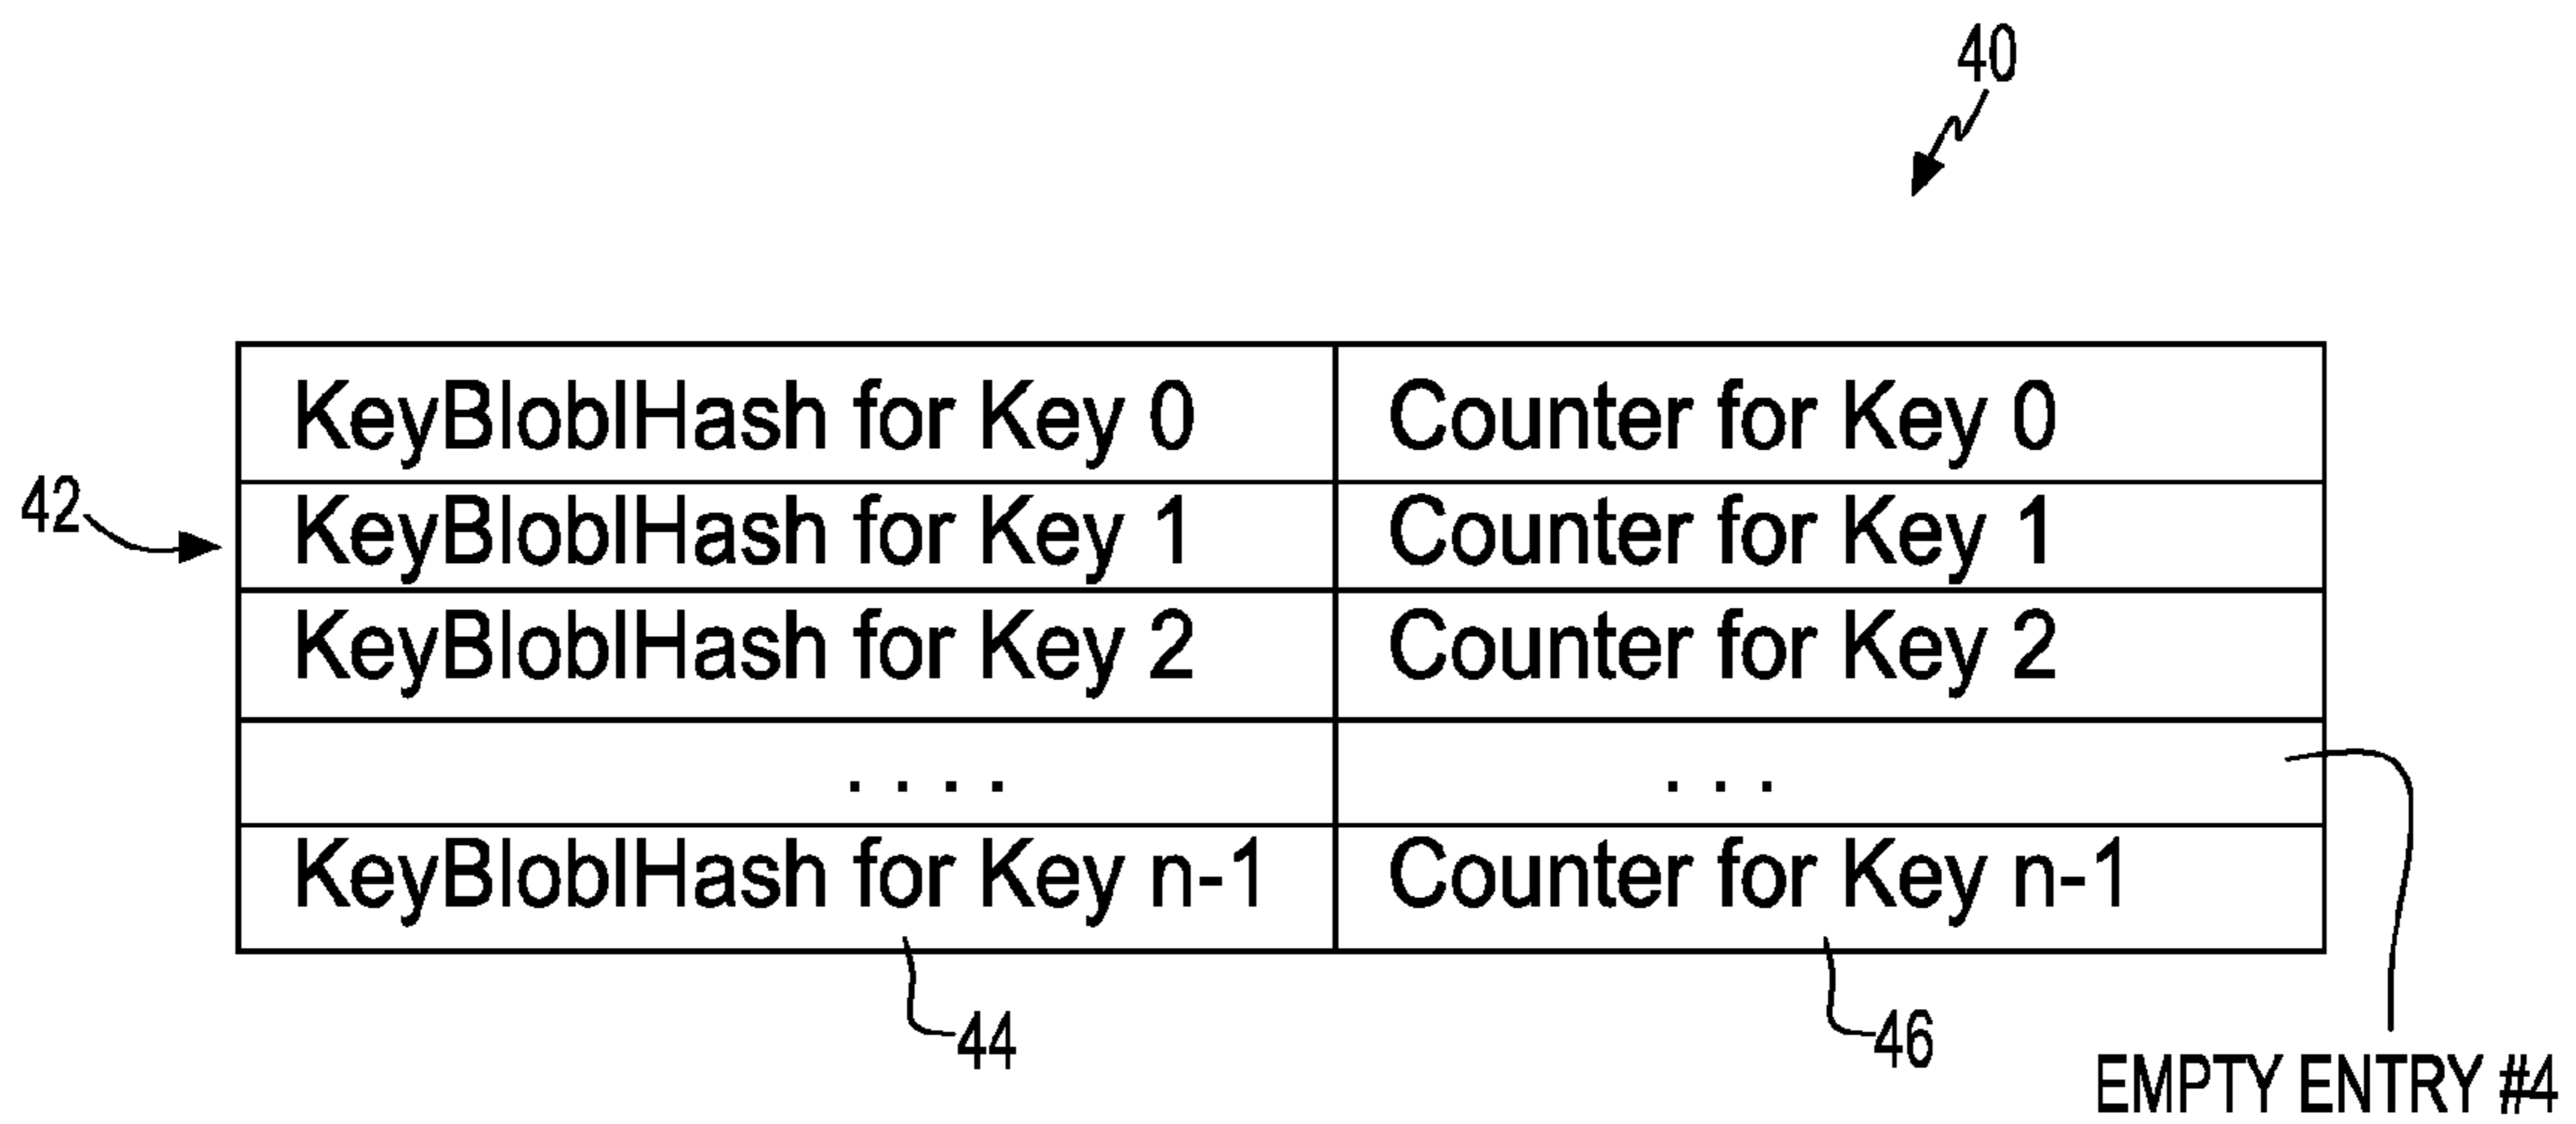 40
KeyBloblHash for Key 0 Counter for Key 0
42
KeyBloblHash for Key 1 Counter for Key 1
KeyBloblHash for Key 2 Counter for Key 2
. . . . . . .
KeyBloblHash for Key n-1 Counter for Key n-1
44 46
EMPTY ENTRY #4